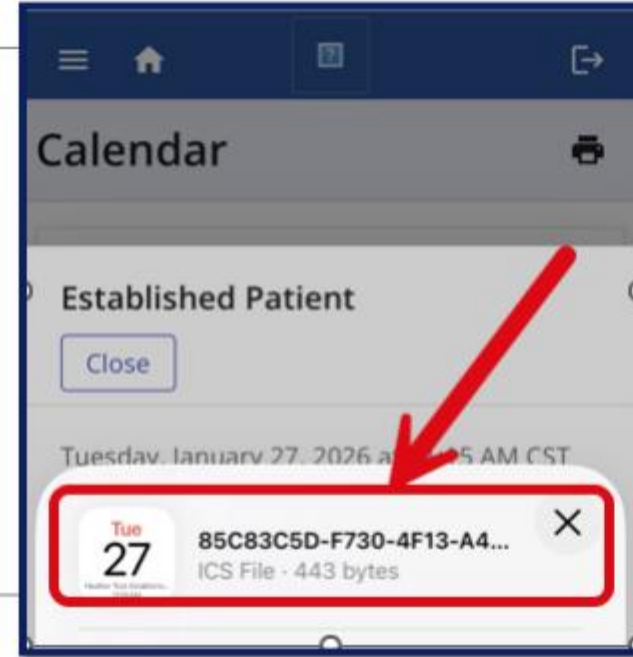 Calendar
Established Patient
Close
Tuesday, January 27, 2026 AM CST
Tue
27
85C83C5D-F730-4F13-A4...
ICS File - 443 bytes